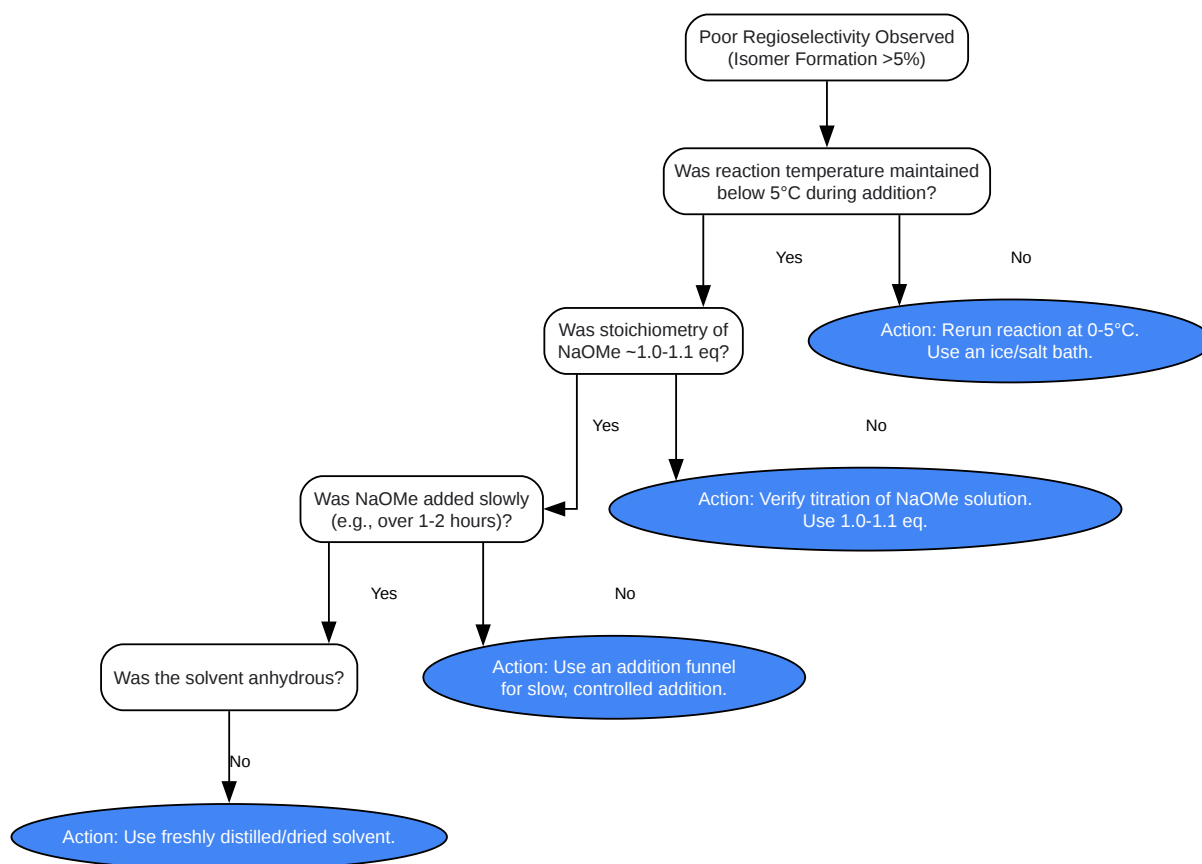 Poor Regioselectivity Observed
(Isomer Formation >5%)
Was reaction temperature maintained
below 5°C during addition?
Yes
No
Was stoichiometry of
NaOMe ~1.0-1.1 eq?
Action: Rerun reaction at 0-5°C.
Use an ice/salt bath.
Yes
No
Was NaOMe added slowly
(e.g., over 1-2 hours)?
Action: Verify titration of NaOMe solution.
Use 1.0-1.1 eq.
Yes
No
Was the solvent anhydrous?
Action: Use an addition funnel
for slow, controlled addition.
No
Action: Use freshly distilled/dried solvent.